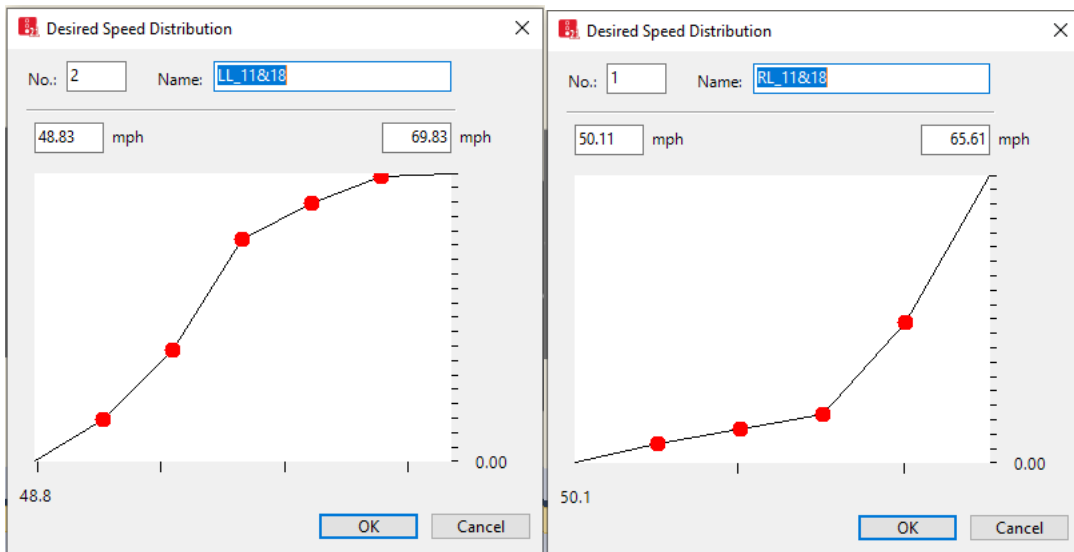 Desired Speed Distribution
No.: 2 Name: LL_11&18
48.83 mph 69.83 mph
0.00
48.8
OK Cancel
Desired Speed Distribution
No.: 1 Name: RL_11&18
50.11 mph 65.61 mph
0.00
50.1
OK Cancel